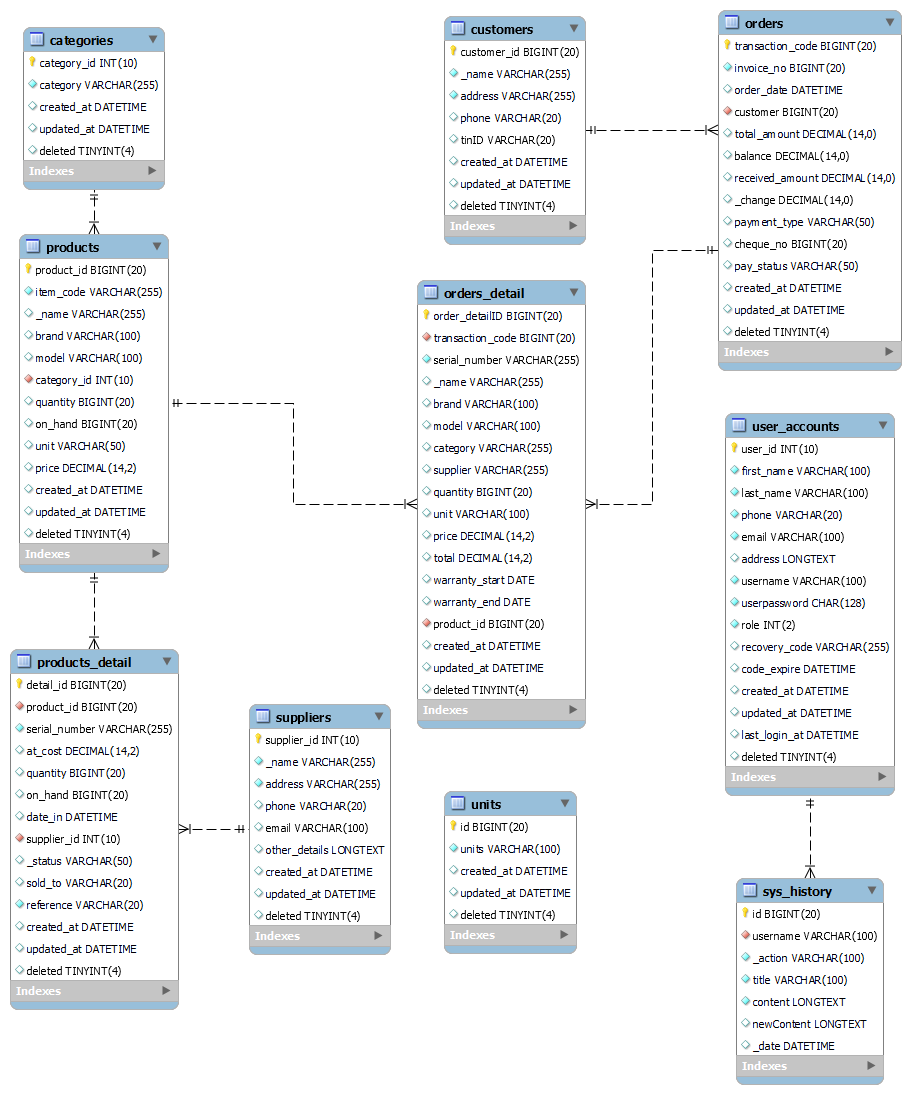 categories
category_id INT(10)
category VARCHAR(255)
created_at DATETIME
updated_at DATETIME
deleted TINYINT(4)
Indexes
products
product_id BIGINT(20)
item_code VARCHAR(255)
_name VARCHAR(255)
brand VARCHAR(100)
model VARCHAR(100)
category_id INT(10)
quantity BIGINT(20)
on_hand BIGINT(20)
unit VARCHAR(50)
price DECIMAL(14,2)
created_at DATETIME
updated_at DATETIME
deleted TINYINT(4)
Indexes
products_detail
detail_id BIGINT(20)
product_id BIGINT(20)
serial_number VARCHAR(255)
at_cost DECIMAL(14,2)
quantity BIGINT(20)
on_hand BIGINT(20)
date_in DATETIME
supplier_id INT(10)
_status VARCHAR(50)
sold_to VARCHAR(20)
reference VARCHAR(20)
created_at DATETIME
updated_at DATETIME
deleted TINYINT(4)
Indexes
suppliers
supplier_id INT(10)
_name VARCHAR(255)
address VARCHAR(255)
phone VARCHAR(20)
email VARCHAR(100)
other_details LONGTEXT
created_at DATETIME
updated_at DATETIME
deleted TINYINT(4)
Indexes
customers
customer_id BIGINT(20)
_name VARCHAR(255)
address VARCHAR(255)
phone VARCHAR(20)
tinID VARCHAR(20)
created_at DATETIME
updated_at DATETIME
deleted TINYINT(4)
Indexes
orders_detail
order_detailID BIGINT(20)
transaction_code BIGINT(20)
serial_number VARCHAR(255)
_name VARCHAR(255)
brand VARCHAR(100)
model VARCHAR(100)
category VARCHAR(255)
supplier VARCHAR(255)
quantity BIGINT(20)
unit VARCHAR(100)
price DECIMAL(14,2)
total DECIMAL(14,2)
warranty_start DATE
warranty_end DATE
product_id BIGINT(20)
created_at DATETIME
updated_at DATETIME
deleted TINYINT(4)
Indexes
units
id BIGINT(20)
units VARCHAR(100)
created_at DATETIME
updated_at DATETIME
deleted TINYINT(4)
Indexes
orders
transaction_code BIGINT(20)
invoice_no BIGINT(20)
order_date DATETIME
customer BIGINT(20)
total_amount DECIMAL(14,0)
balance DECIMAL(14,0)
received_amount DECIMAL(14,0)
_change DECIMAL(14,0)
payment_type VARCHAR(50)
cheque_no BIGINT(20)
pay_status VARCHAR(50)
created_at DATETIME
updated_at DATETIME
deleted TINYINT(4)
Indexes
user_accounts
user_id INT(10)
first_name VARCHAR(100)
last_name VARCHAR(100)
phone VARCHAR(20)
email VARCHAR(100)
address LONGTEXT
username VARCHAR(100)
userpassword CHAR(128)
role INT(2)
recovery_code VARCHAR(255)
code_expire DATETIME
created_at DATETIME
updated_at DATETIME
last_login_at DATETIME
deleted TINYINT(4)
Indexes
sys_history
id BIGINT(20)
username VARCHAR(100)
_action VARCHAR(100)
title VARCHAR(100)
content LONGTEXT
newContent LONGTEXT
_date DATETIME
Indexes